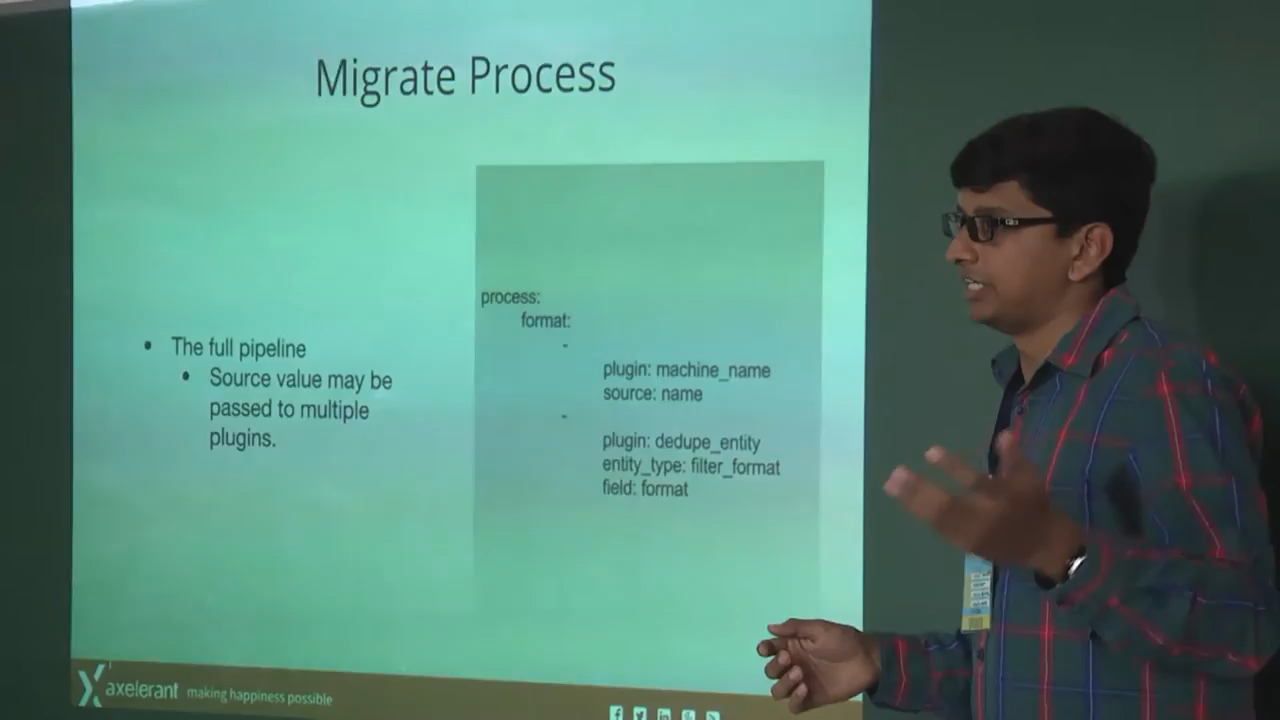 Migrate Process
• The full pipeline
• Source value may be
passed to multiple
plugins.
process:
format:
-
plugin: machine_name
source: name
-
plugin: dedupe_entity
entity_type: filter_format
field: format
axelerant making happiness possible